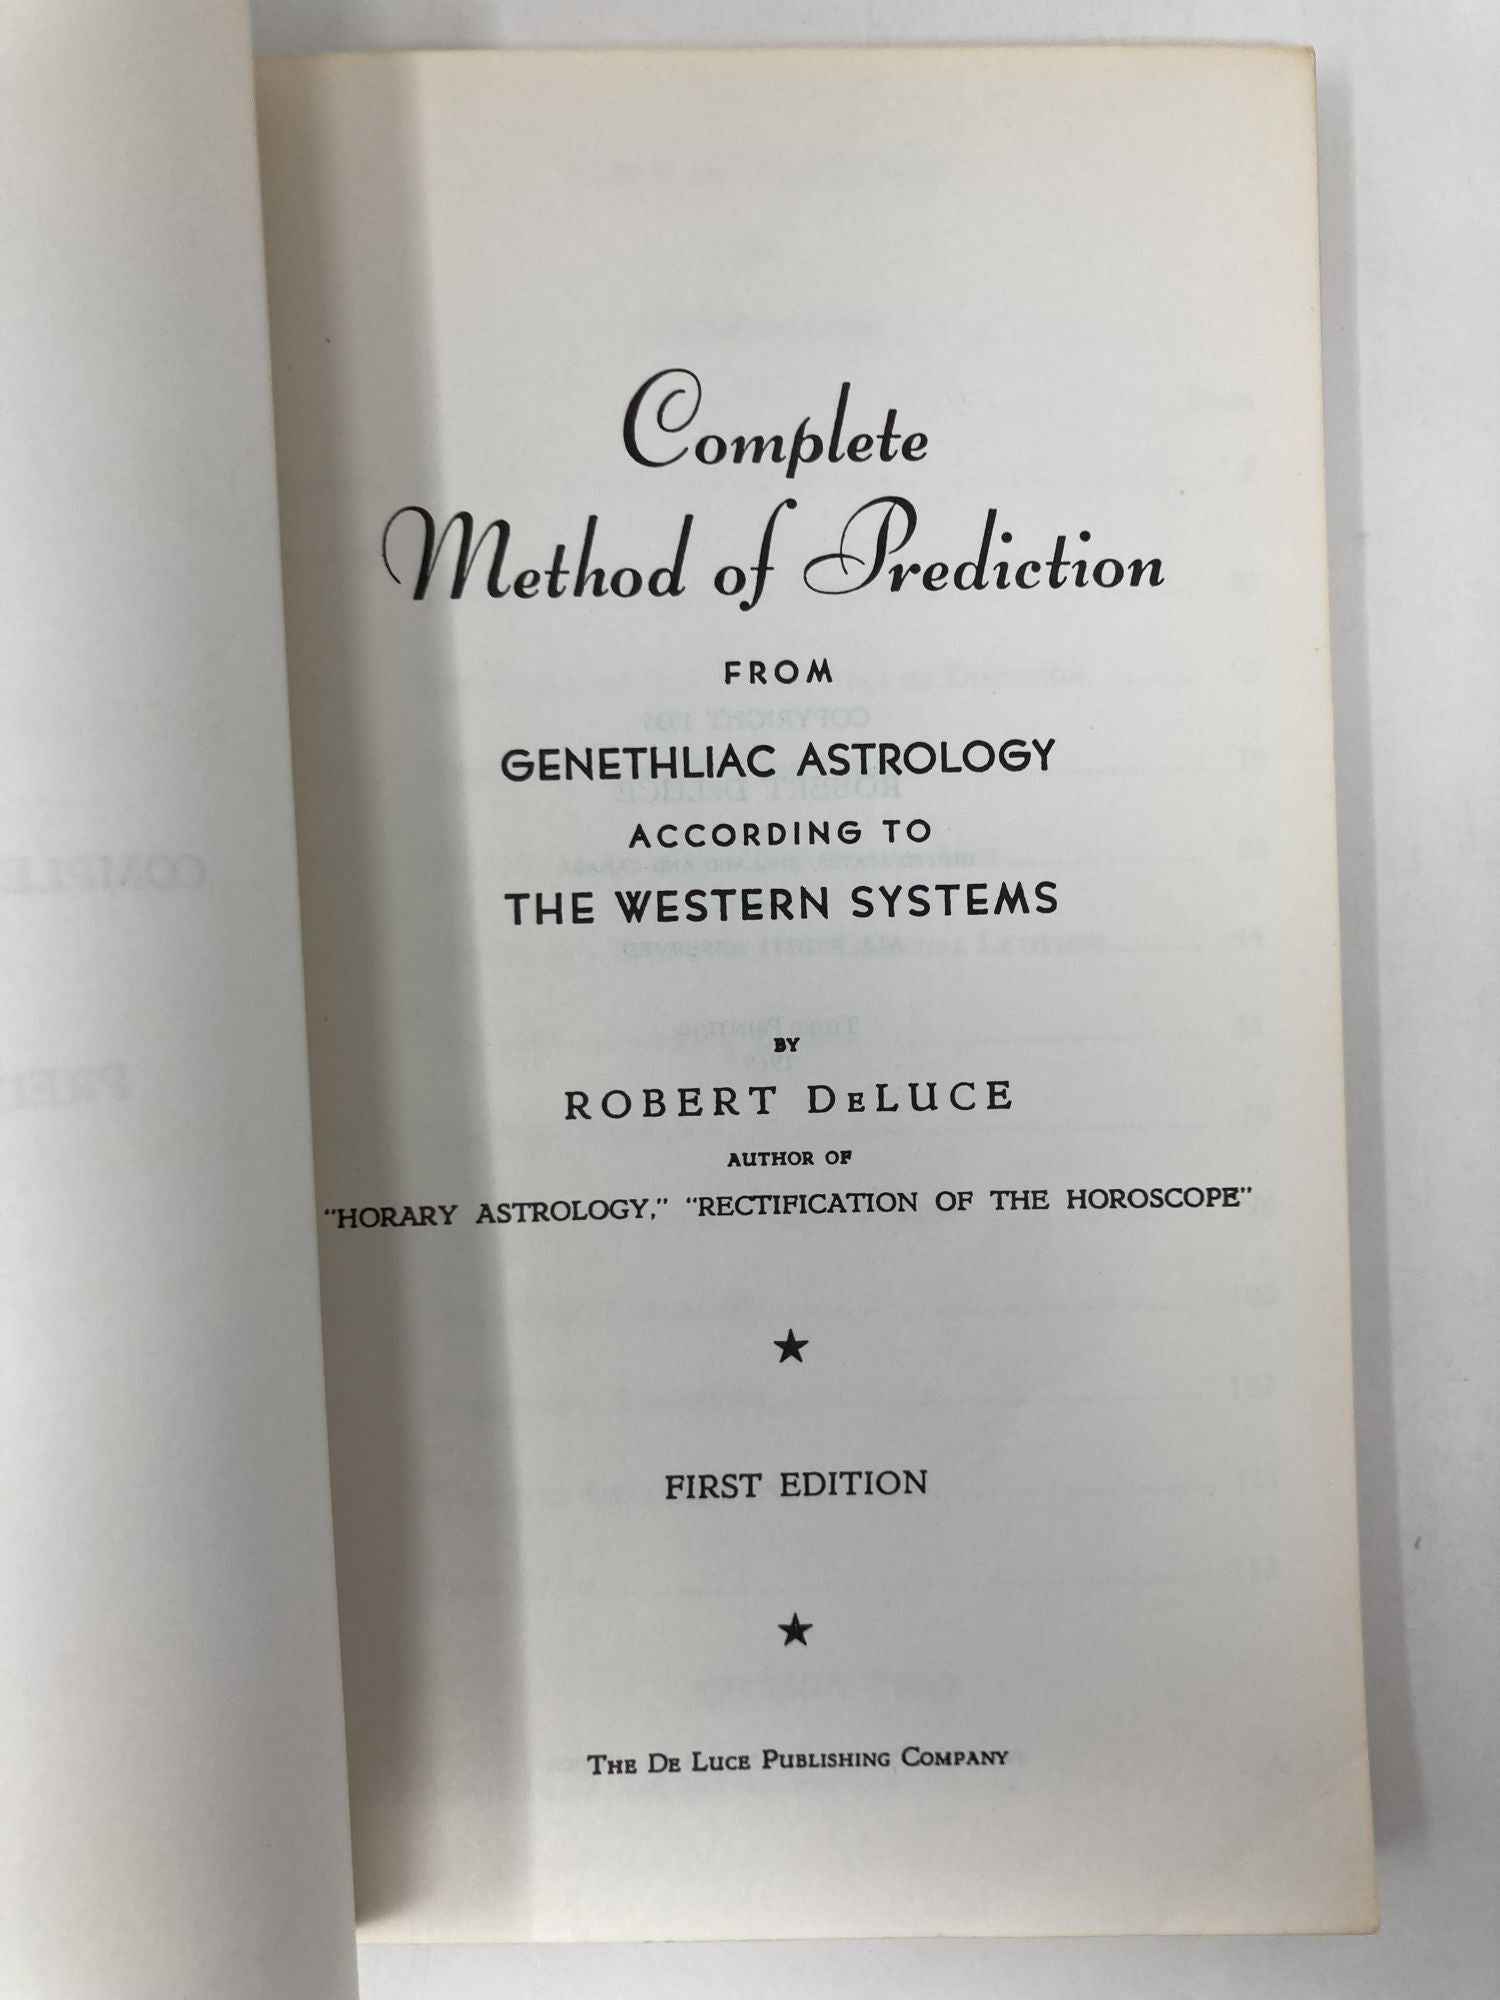 Complete
Method of Prediction
FROM
GENETHLIAC ASTROLOGY
ACCORDING TO
THE WESTERN SYSTEMS
BY
ROBERT DeLUCE
AUTHOR OF
"HORARY ASTROLOGY," "RECTIFICATION OF THE HOROSCOPE"
★
FIRST EDITION
★
The De Luce Publishing Company